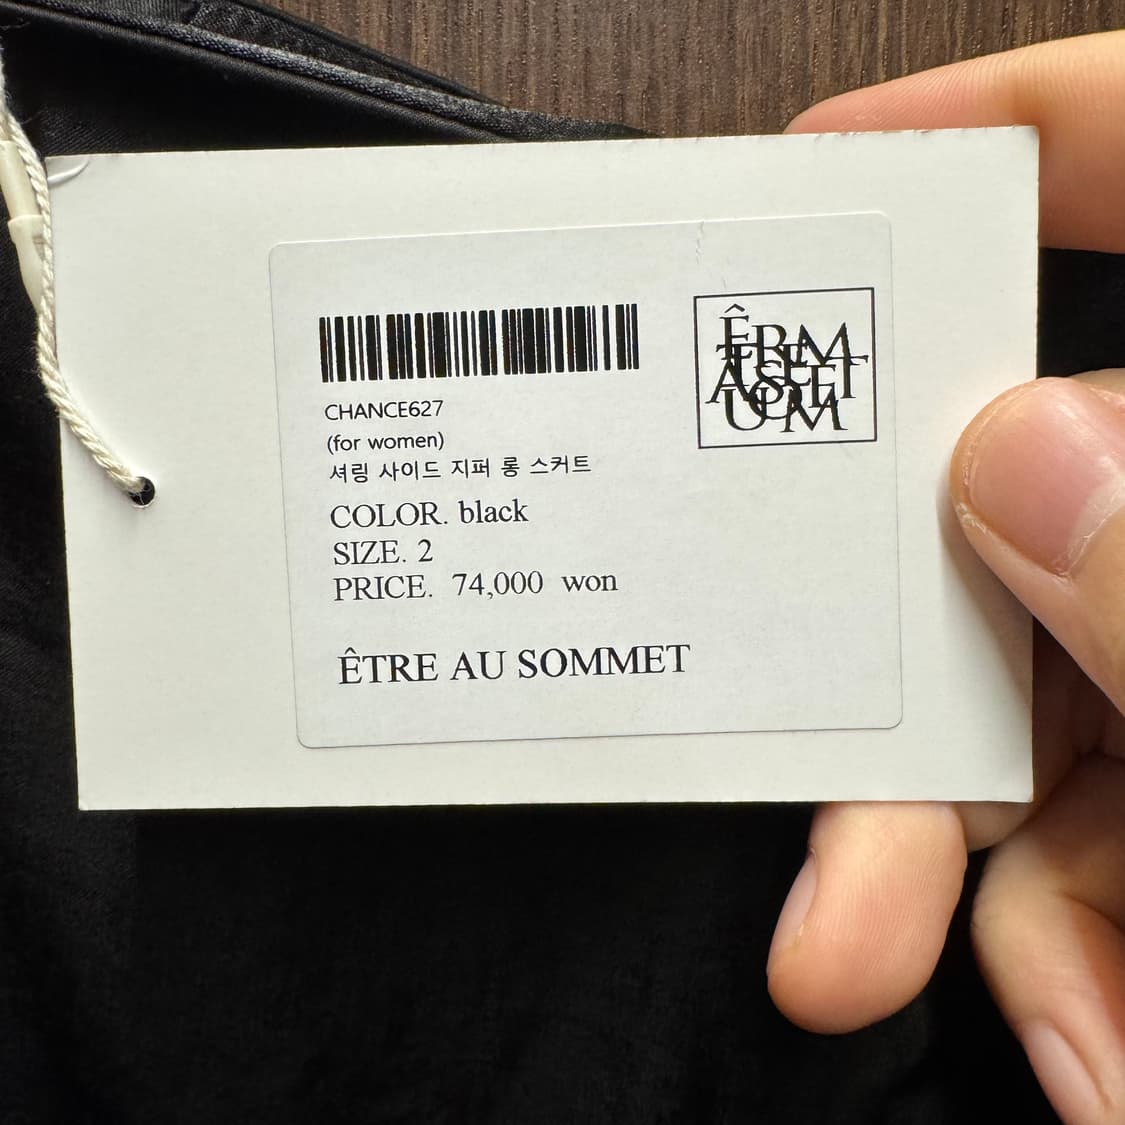 CHANCE627
(for women)
셔링 사이드 지퍼 롱 스커트
COLOR. black
SIZE. 2
PRICE. 74,000 won
ÊTRE AU SOMMET